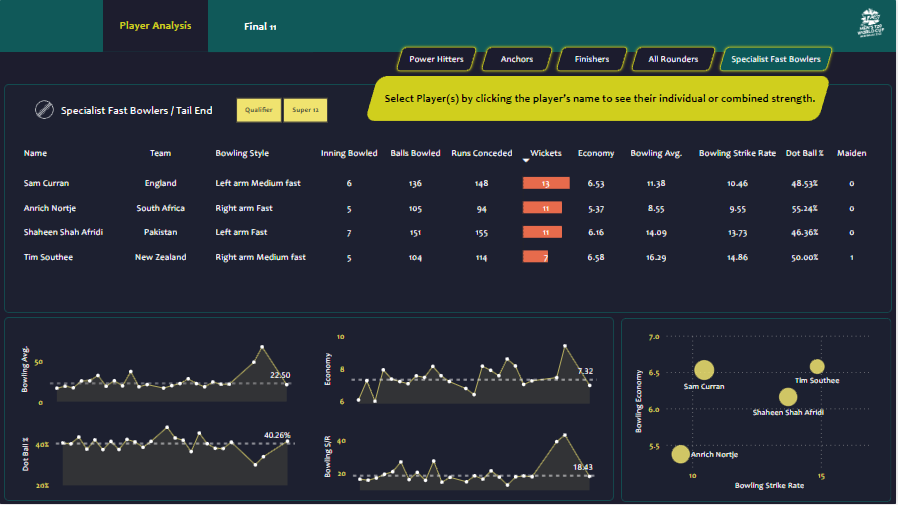 Player Analysis
Final 11
MEN'S T20
WORLD CUP
Power Hitters
Anchors
Finishers
All Rounders
Specialist Fast Bowlers
Select Player(s) by clicking the player's name to see their individual or combined strength.
Specialist Fast Bowlers / Tail End
Qualifier
Super 12
Name Team Bowling Style Inning Bowled Balls Bowled Runs Conceded Wickets Economy Bowling Avg. Bowling Strike Rate Dot Ball % Maiden
Sam Curran England Left arm Medium fast 6 136 148 13 6.53 11.38 10.46 48.53% 0
Anrich Nortje South Africa Right arm Fast 5 105 94 11 5.37 8.55 9.55 55.24% 0
Shaheen Shah Afridi Pakistan Left arm Fast 7 151 155 11 6.16 14.09 13.73 46.36% 0
Tim Southee New Zealand Right arm Medium fast 5 104 114 7 6.58 16.29 14.86 50.00% 1
Bowling Avg.
50
0
22.50
Economy
10
8
6
7.32
Dot Ball %
40%
20%
40.26%
Bowling S/R
40
20
18.43
Bowling Economy
7.0
6.5
6.0
5.5
Sam Curran
Tim Southee
Shaheen Shah Afridi
Anrich Nortje
10
15
Bowling Strike Rate